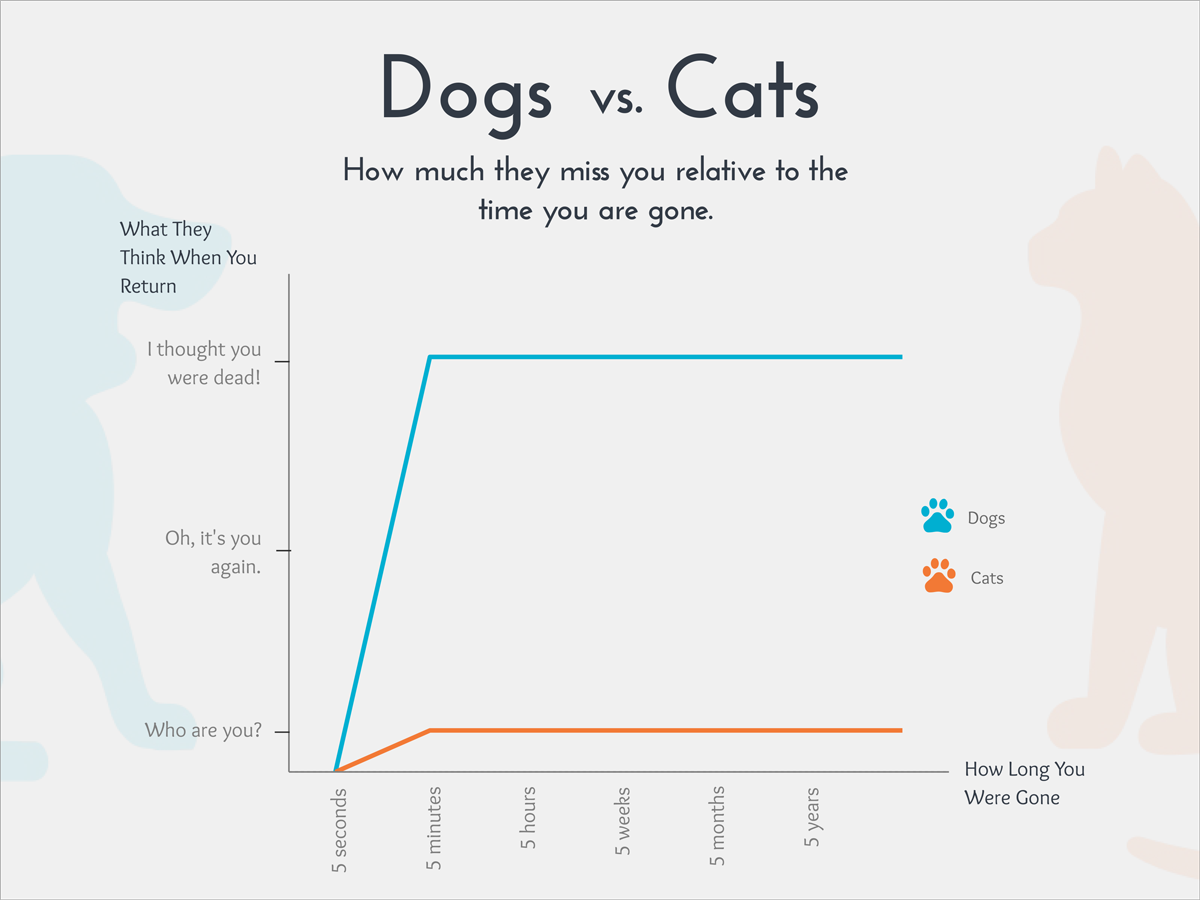 Dogs vs. Cats
How much they miss you relative to the
time you are gone.
What They
Think When You
Return
I thought you
were dead!
Oh, it's you
again.
Who are you?
Dogs
Cats
How Long You
Were Gone
5 seconds
5 minutes
5 hours
5 weeks
5 months
5 years